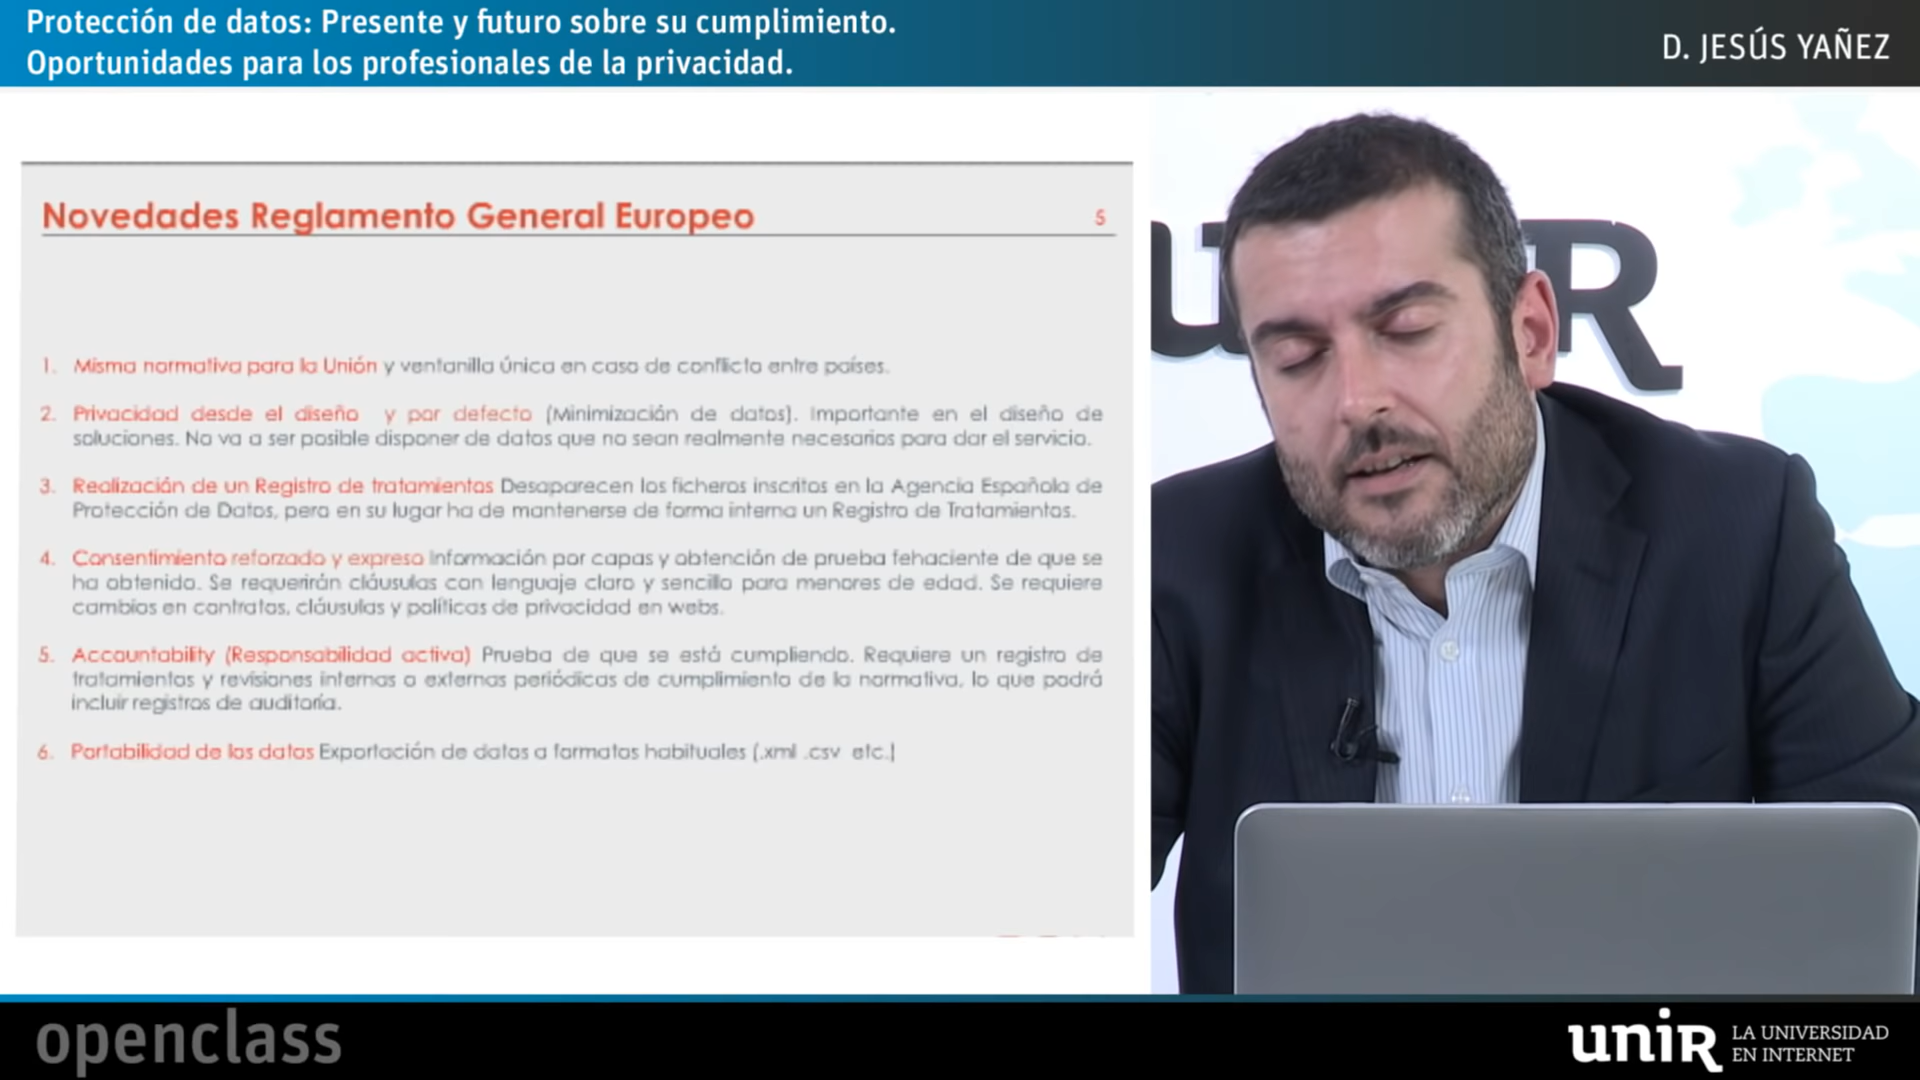 Protección de datos: Presente y futuro sobre su cumplimiento.
Oportunidades para los profesionales de la privacidad.
D. JESÚS YAÑEZ
Novedades Reglamento General Europeo
5
1. Misma normativa para la Unión y ventanilla única en caso de conflicto entre países.
2. Privacidad desde el diseño y por defecto (Minimización de datos). Importante en el diseño de
soluciones. No va a ser posible disponer de datos que no sean realmente necesarios para dar el servicio.
3. Realización de un Registro de tratamientos Desaparecen los ficheros inscritos en la Agencia Española de
Protección de Datos, pero en su lugar ha de mantenerse de forma interna un Registro de Tratamientos.
4. Consentimiento reforzado y expreso Información por capas y obtención de prueba fehaciente de que se
ha obtenido. Se requerirán cláusulas con lenguaje claro y sencillo para menores de edad. Se requiere
cambios en contratos, cláusulas y políticas de privacidad en webs.
5. Accountability (Responsabilidad activa) Prueba de que se está cumpliendo. Requiere un registro de
tratamientos y revisiones internas o externas periódicas de cumplimiento de la normativa, lo que podrá
incluir registros de auditoría.
6. Portabilidad de los datos Exportación de datos a formatos habituales (.xml .csv etc.)
openclass
unir
LA UNIVERSIDAD
EN INTERNET